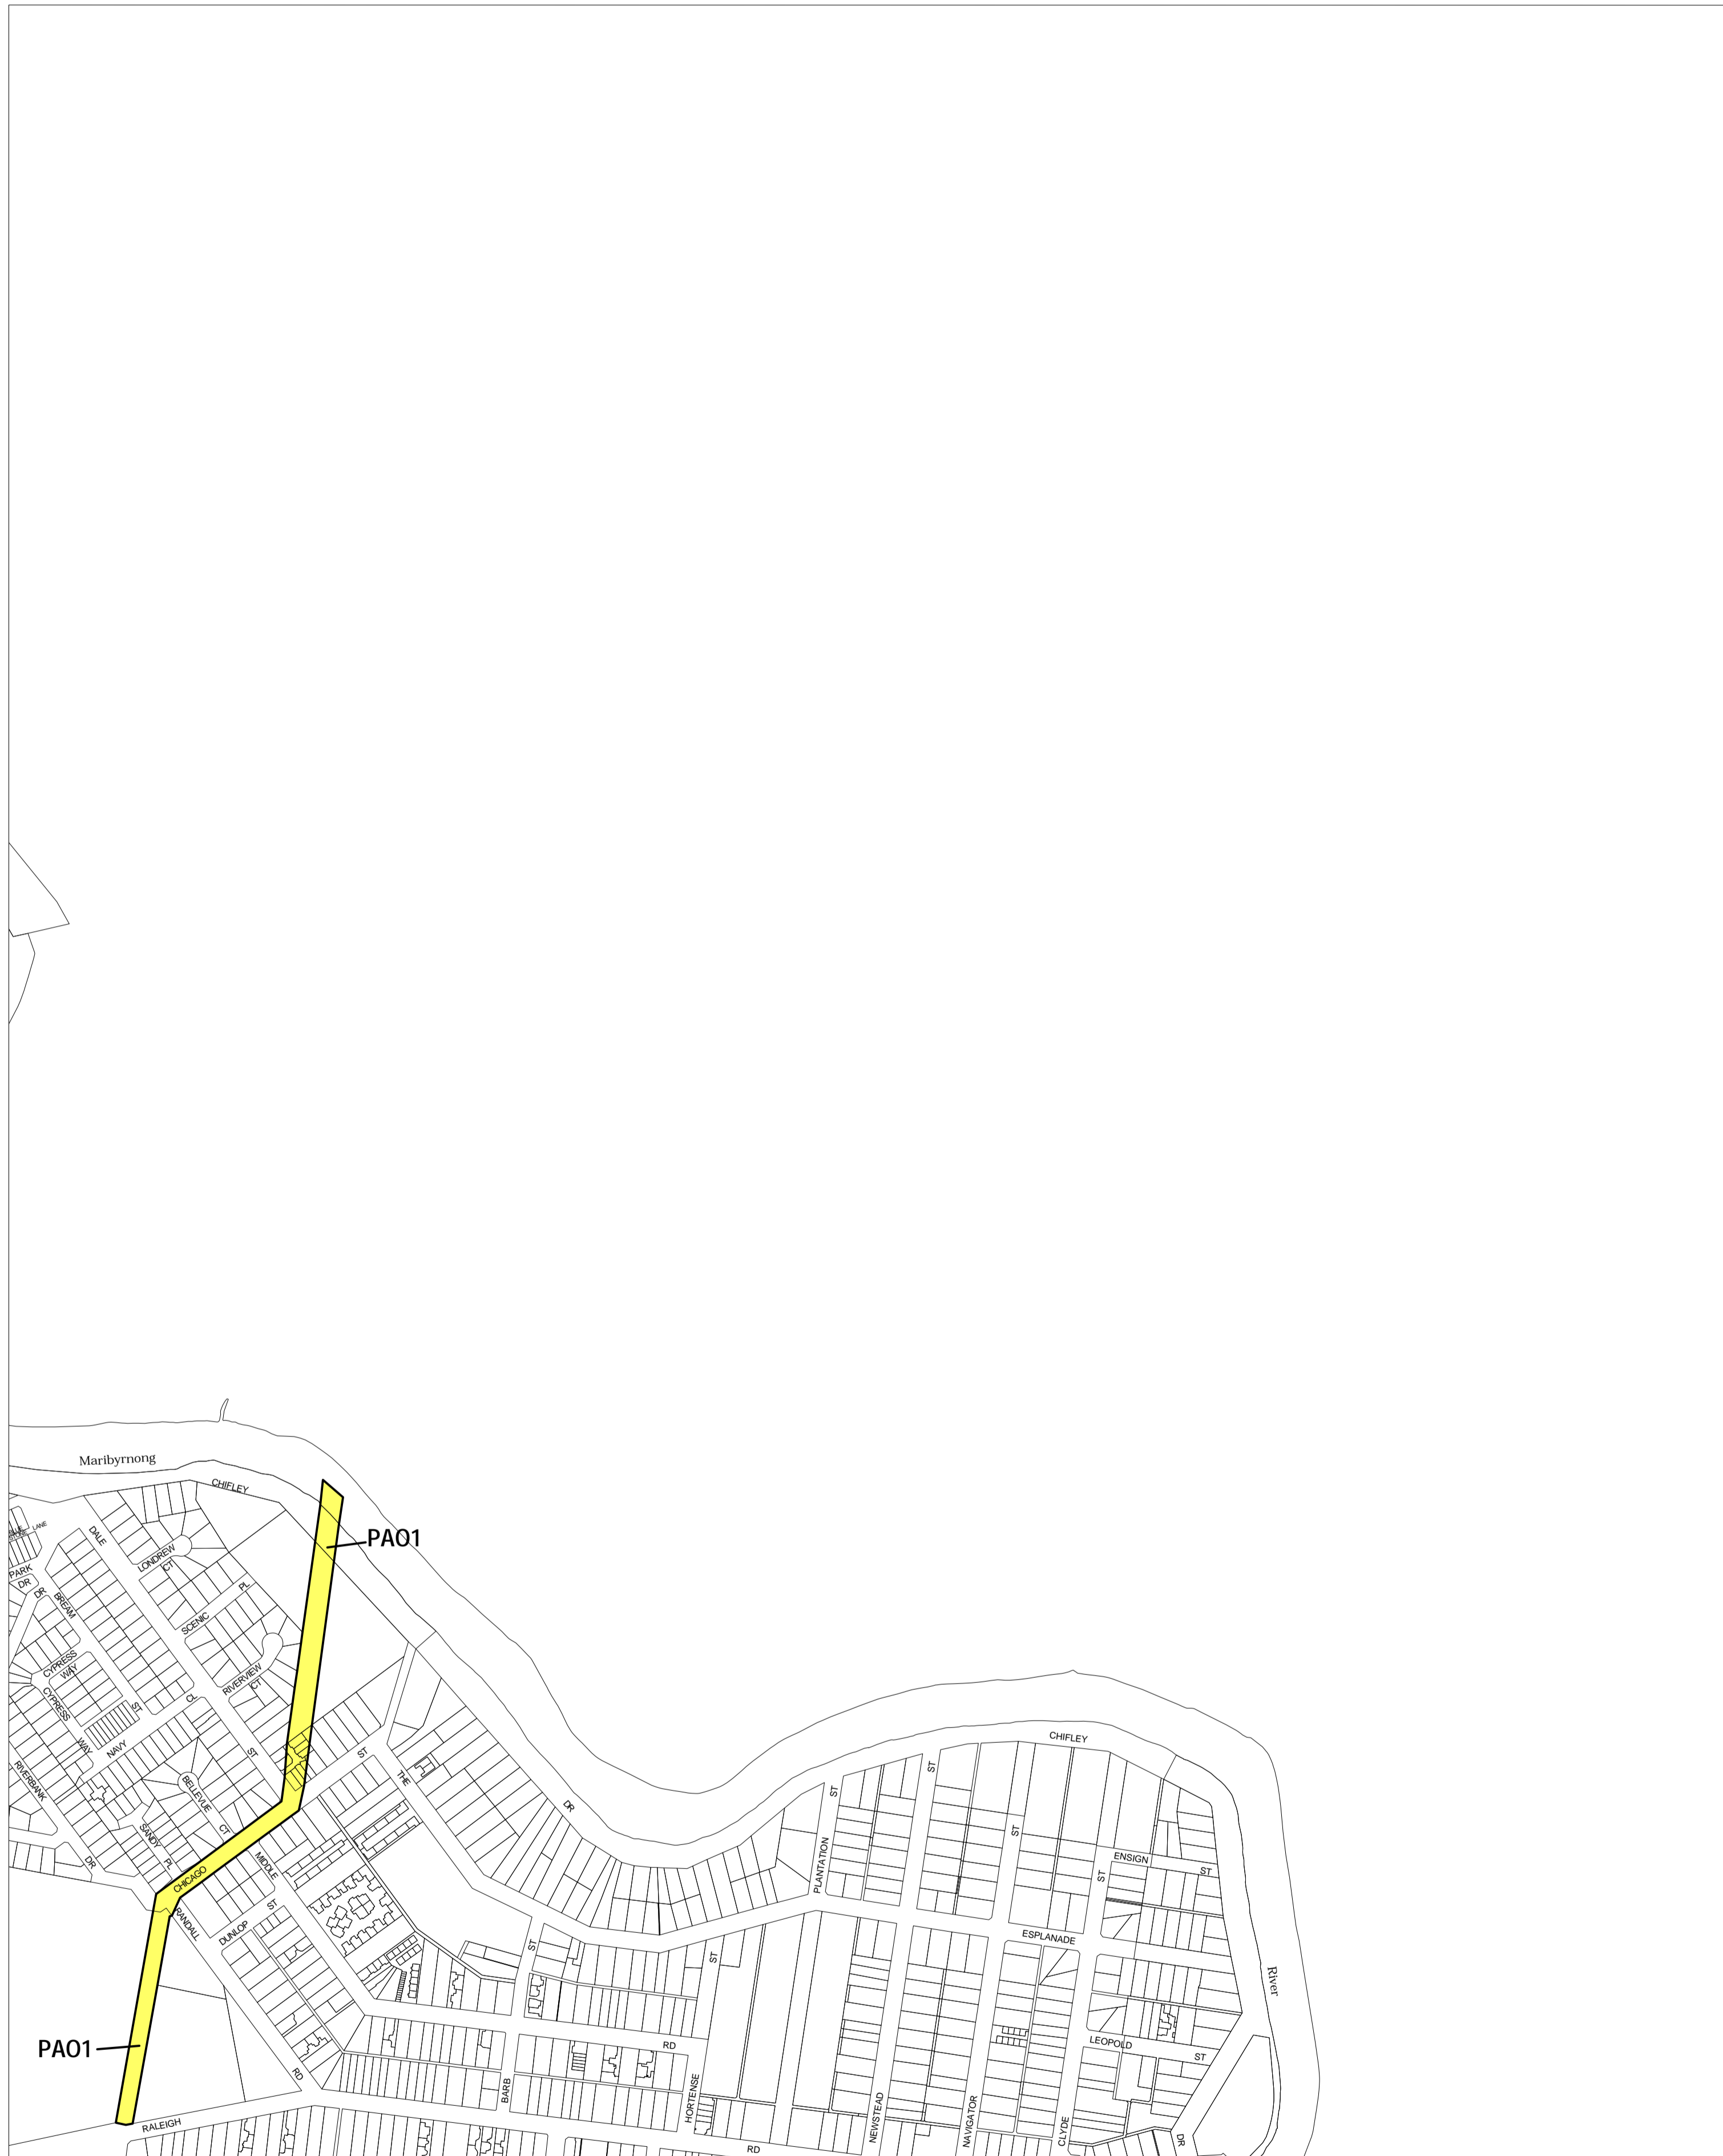 Maribyrnong
CHIFLEY
PAO1
LANE
DALE
LONDREW
CT
PARK
DR
DR
BREAM
SCENIC
PL
CYPRESS
WAY
RIVERVIEW
CT
CYPRESS
ST
CL
WAY
NAVY
ST
ST
THE
CHIFLEY
ST
ST
RIVERBANK
BELLEVUE
DR
SANDY
CT
ST
PLANTATION
PL
MIDDLE
ENSIGN
ST
ST
DR
CHICAGO
RANDALL
ST
DUNLOP
ST
ST
ESPLANADE
River
PAO1
RD
LEOPOLD
ST
RD
BARB
HORTENSE
NEWSTEAD
NAVIGATOR
CLYDE
RALEIGH
RD
DR